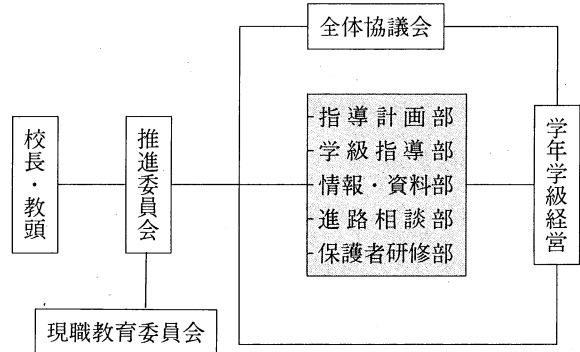 全体協議会
校長・教頭
推進委員会
指導計画部
学級指導部
情報・資料部
進路相談部
保護者研修部
学年学級経営
現職教育委員会